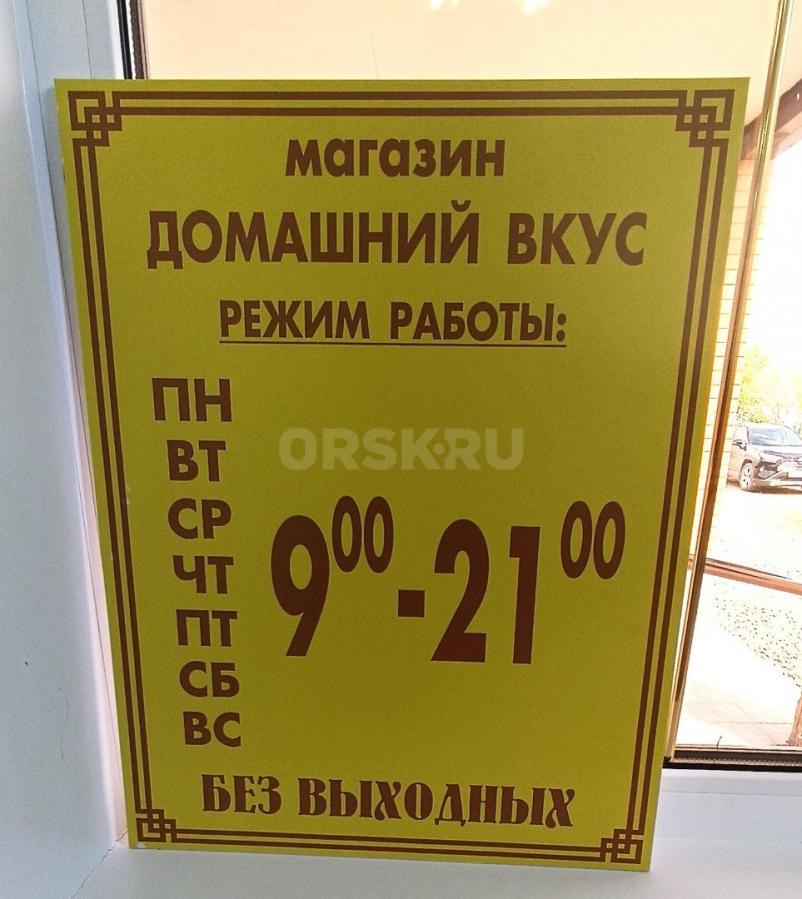 магазин
ДОМАШНИЙ ВКУС
РЕЖИМ РАБОТЫ:
ПН
ВТ
ORSK.RU
СР
ЧТ
9⁰⁰-21⁰⁰
ПТ
СБ
ВС
БЕЗ ВЫХОДНЫХ